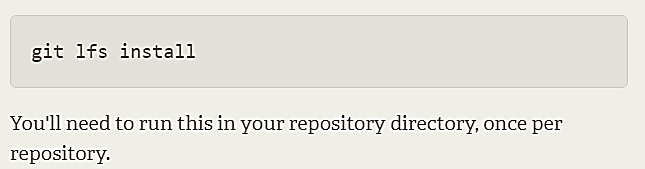 git lfs install
You'll need to run this in your repository directory, once per
repository.